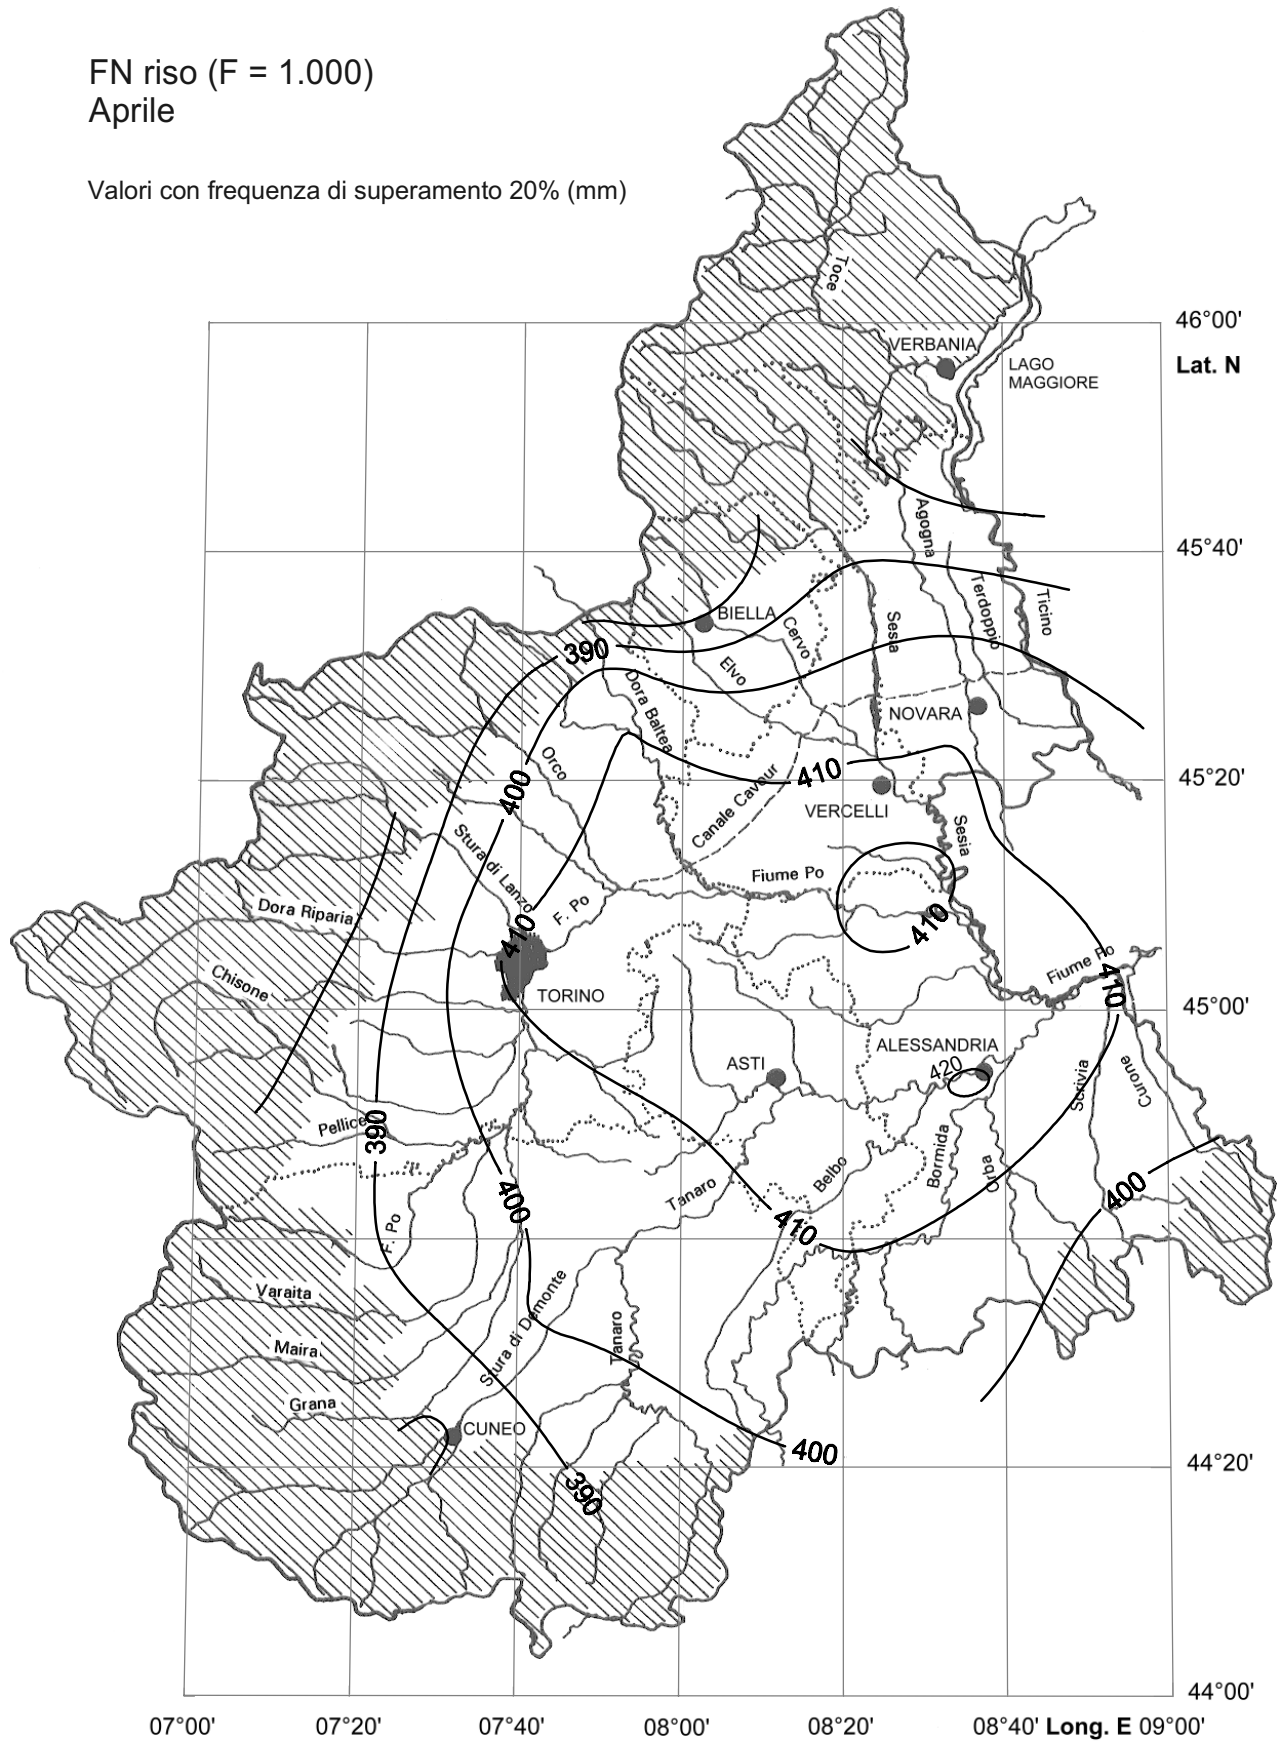 FN riso (F = 1.000)
Aprile
Valori con frequenza di superamento 20% (mm)
Toce
46°00'
VERBANIA
Lat. N
LAGO
MAGGIORE
Agogna
45°40'
Terdoppio
Ticino
BIELLA
Cervo
Sesia
390
Elvo
Dora Baltea
NOVARA
Orco
400
410
45°20'
Canale Cavour
VERCELLI
Stura di Lanzo
Sesia
Fiume Po
Dora Riparia
F. Po
410
410
Fiume Po
Chisone
410
TORINO
45°00'
ALESSANDRIA
ASTI
420
Scrivia
Curone
Pellice
390
Bormida
Belbo
Orba
Tanaro
400
400
410
F. Po
Varaita
Stura di Demonte
Tanaro
Maira
Grana
CUNEO
400
44°20'
390
44°00'
07°00'
07°20'
07°40'
08°00'
08°20'
08°40'
Long. E
09°00'